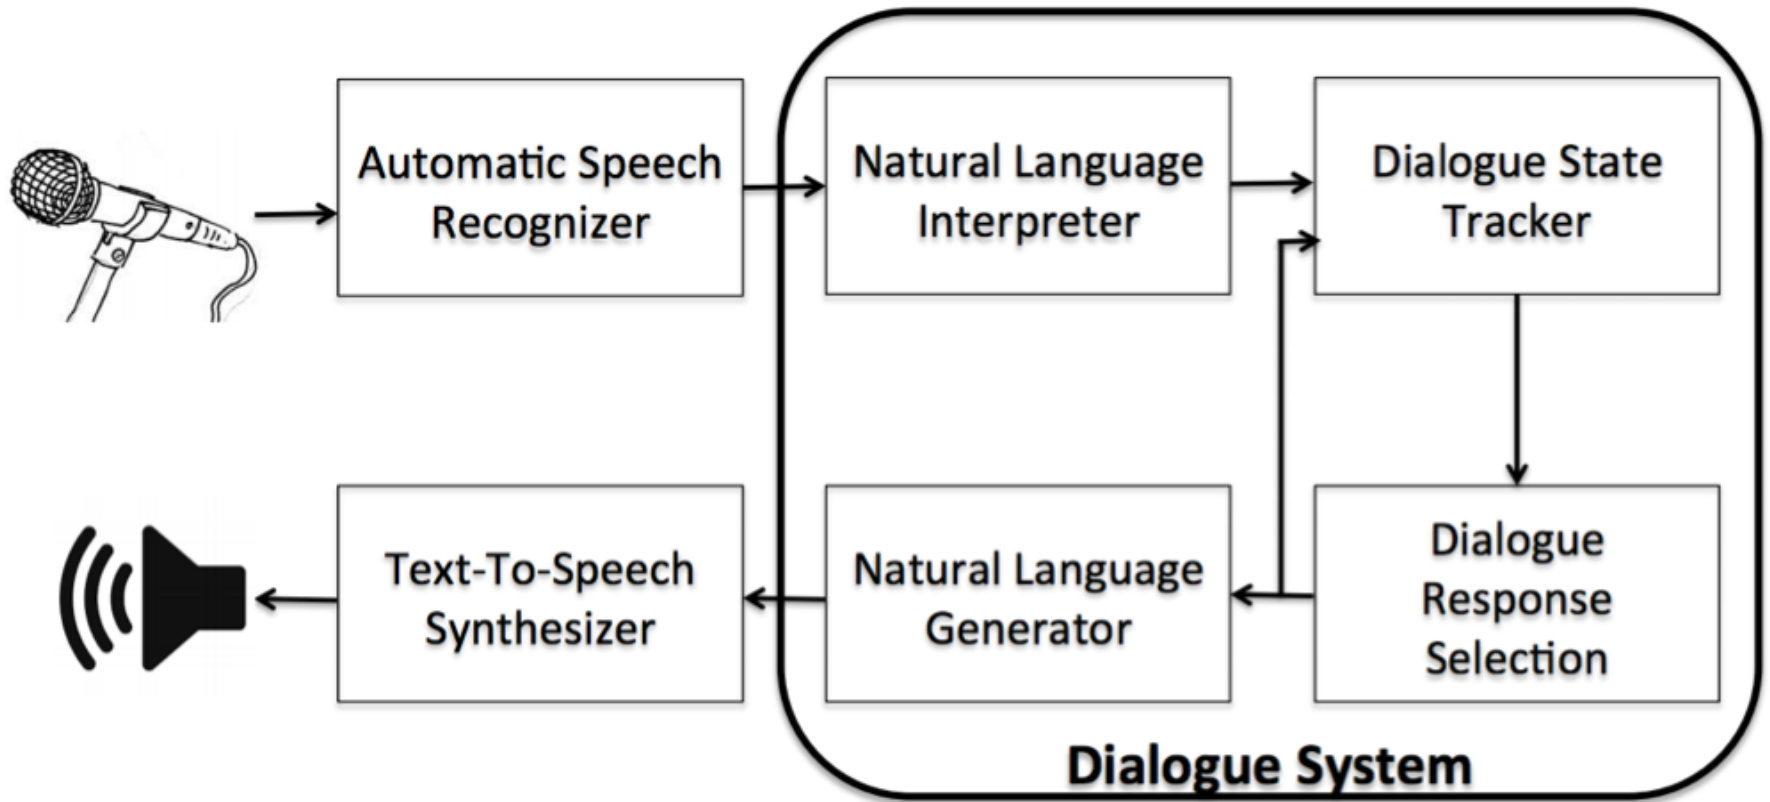 Automatic Speech
Recognizer
Natural Language
Interpreter
Dialogue State
Tracker
Text-To-Speech
Synthesizer
Natural Language
Generator
Dialogue
Response
Selection
Dialogue System